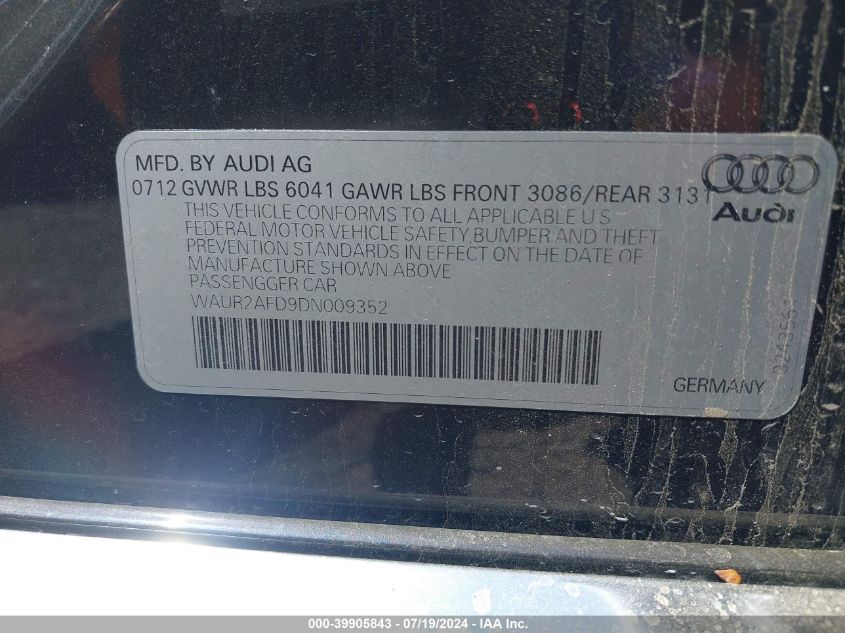 MFD. BY AUDI AG
0712 GVWR LBS 6041 GAWR LBS FRONT 3086/REAR 3131
Audi
THIS VEHICLE CONFORMS TO ALL APPLICABLE U S
FEDERAL MOTOR VEHICLE SAFETY,BUMPER AND THEFT
PREVENTION STANDARDS IN EFFECT ON THE DATE OF
MANUFACTURE SHOWN ABOVE
PASSENGGER CAR
WAUR2AFD9DN009352
GERMANY
000-39905843 - 07/19/2024 - IAA Inc.